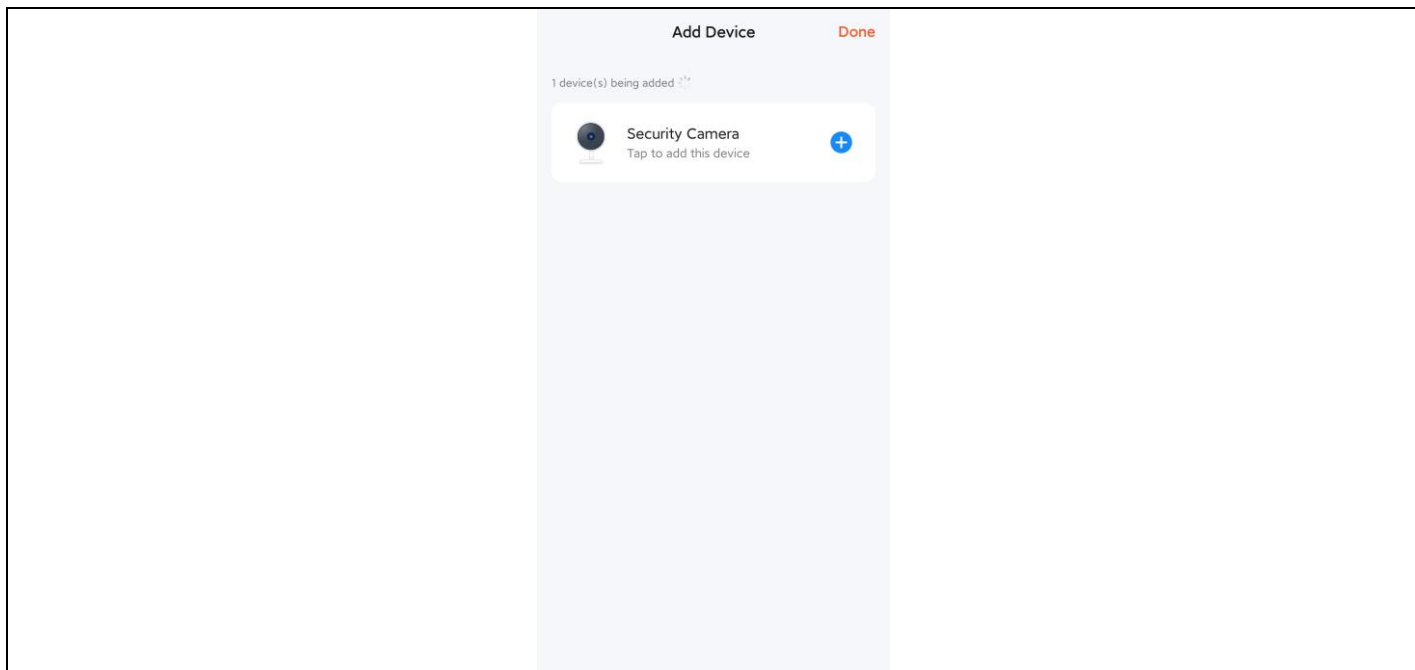 Add Device
Done
1 device(s) being added
Security Camera
Tap to add this device